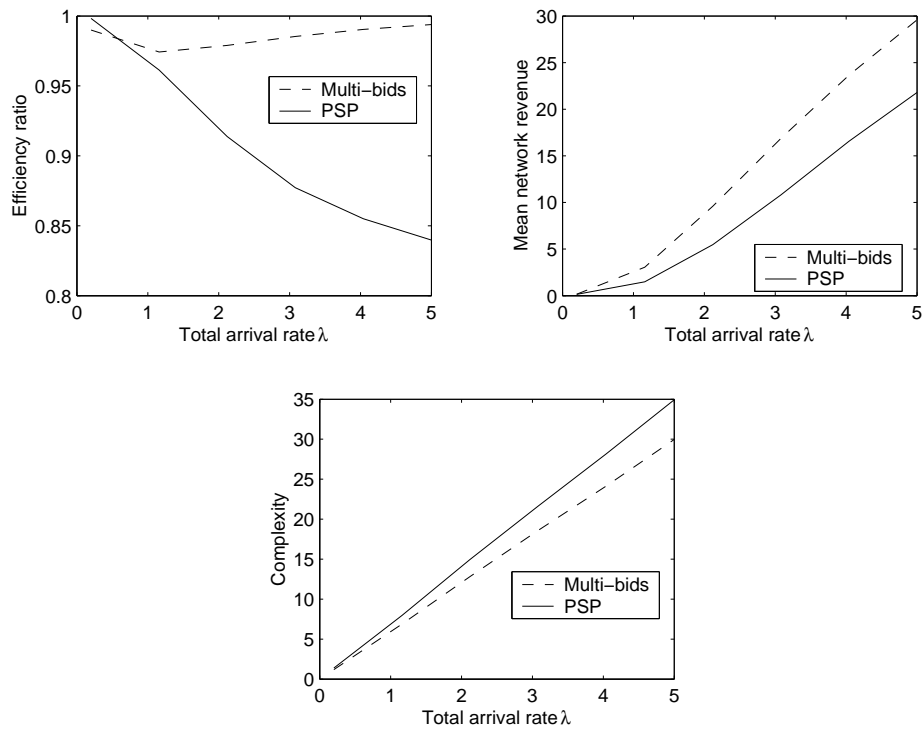 1
0.95
0.9
0.85
0.8
Efficiency ratio
Multi−bids
PSP
0 1 2 3 4 5
Total arrival rate λ
30
25
20
15
10
5
0
Mean network revenue
Multi−bids
PSP
0 1 2 3 4 5
Total arrival rate λ
35
30
25
20
15
10
5
0
Complexity
Multi−bids
PSP
0 1 2 3 4 5
Total arrival rate λ